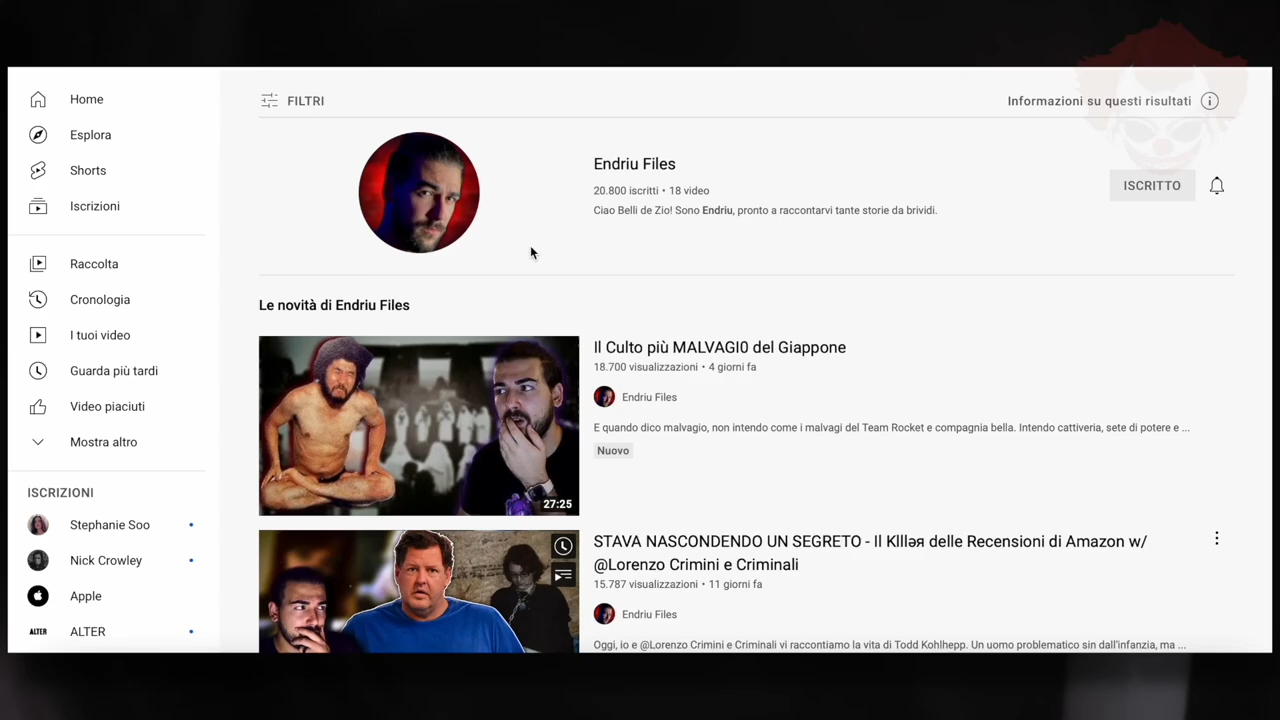 Home
Esplora
Shorts
Iscrizioni
Raccolta
Cronologia
I tuoi video
Guarda più tardi
Video piaciuti
Mostra altro
ISCRIZIONI
Stephanie Soo
Nick Crowley
Apple
ALTER
ALTER
FILTRI
Informazioni su questi risultati
Endriu Files
20.800 iscritti • 18 video
Ciao Belli de Zio! Sono Endriu, pronto a raccontarvi tante storie da brividi.
ISCRITTO
Le novità di Endriu Files
27:25
Il Culto più MALVAGI0 del Giappone
18.700 visualizzazioni • 4 giorni fa
Endriu Files
E quando dico malvagio, non intendo come i malvagi del Team Rocket e compagnia bella. Intendo cattiveria, sete di potere e ...
Nuovo
STAVA NASCONDENDO UN SEGRETO - Il KIllǝя delle Recensioni di Amazon w/
@Lorenzo Crimini e Criminali
15.787 visualizzazioni • 11 giorni fa
Endriu Files
Oggi, io e @Lorenzo Crimini e Criminali vi raccontiamo la vita di Todd Kohlhepp. Un uomo problematico sin dall'infanzia, ma ...